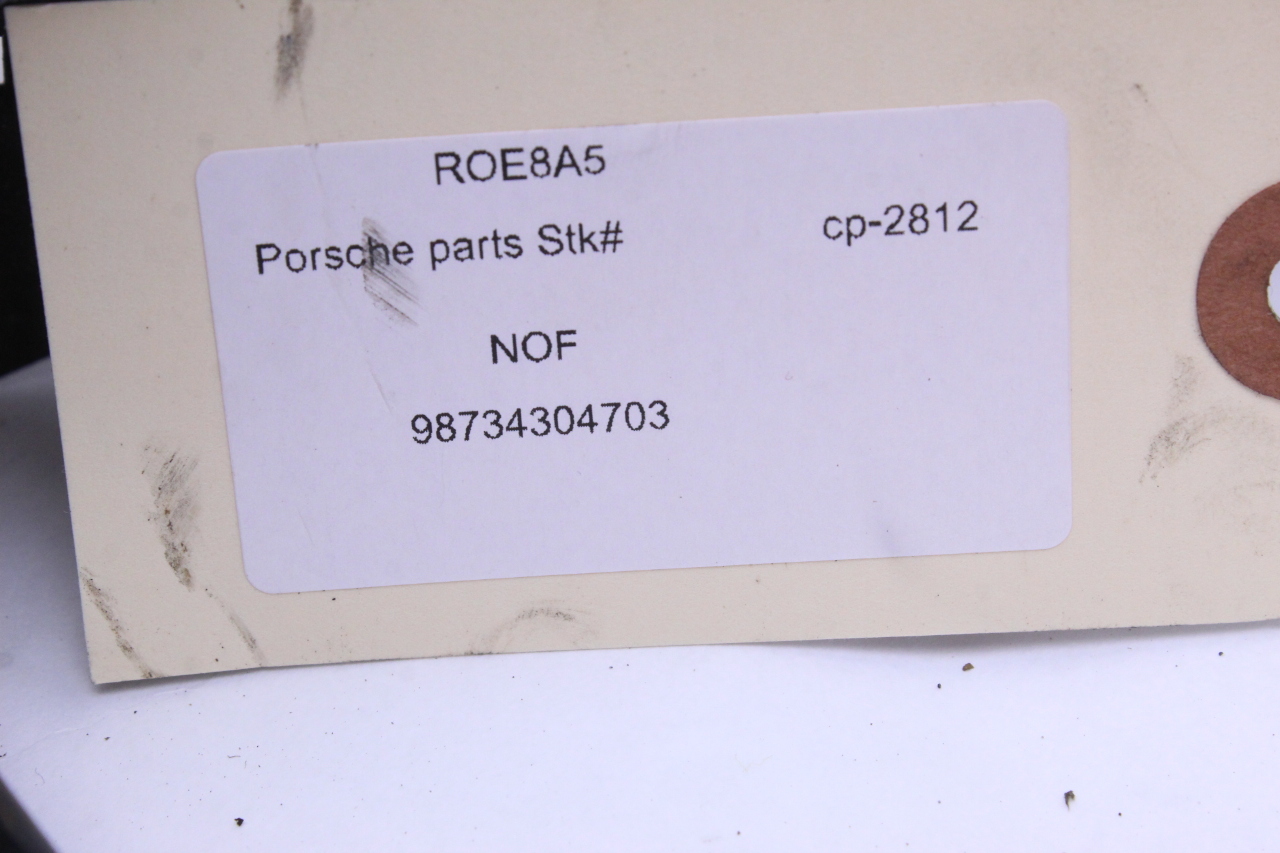 ROE8A5
Porsche parts Stk# cp-2812
NOF
98734304703